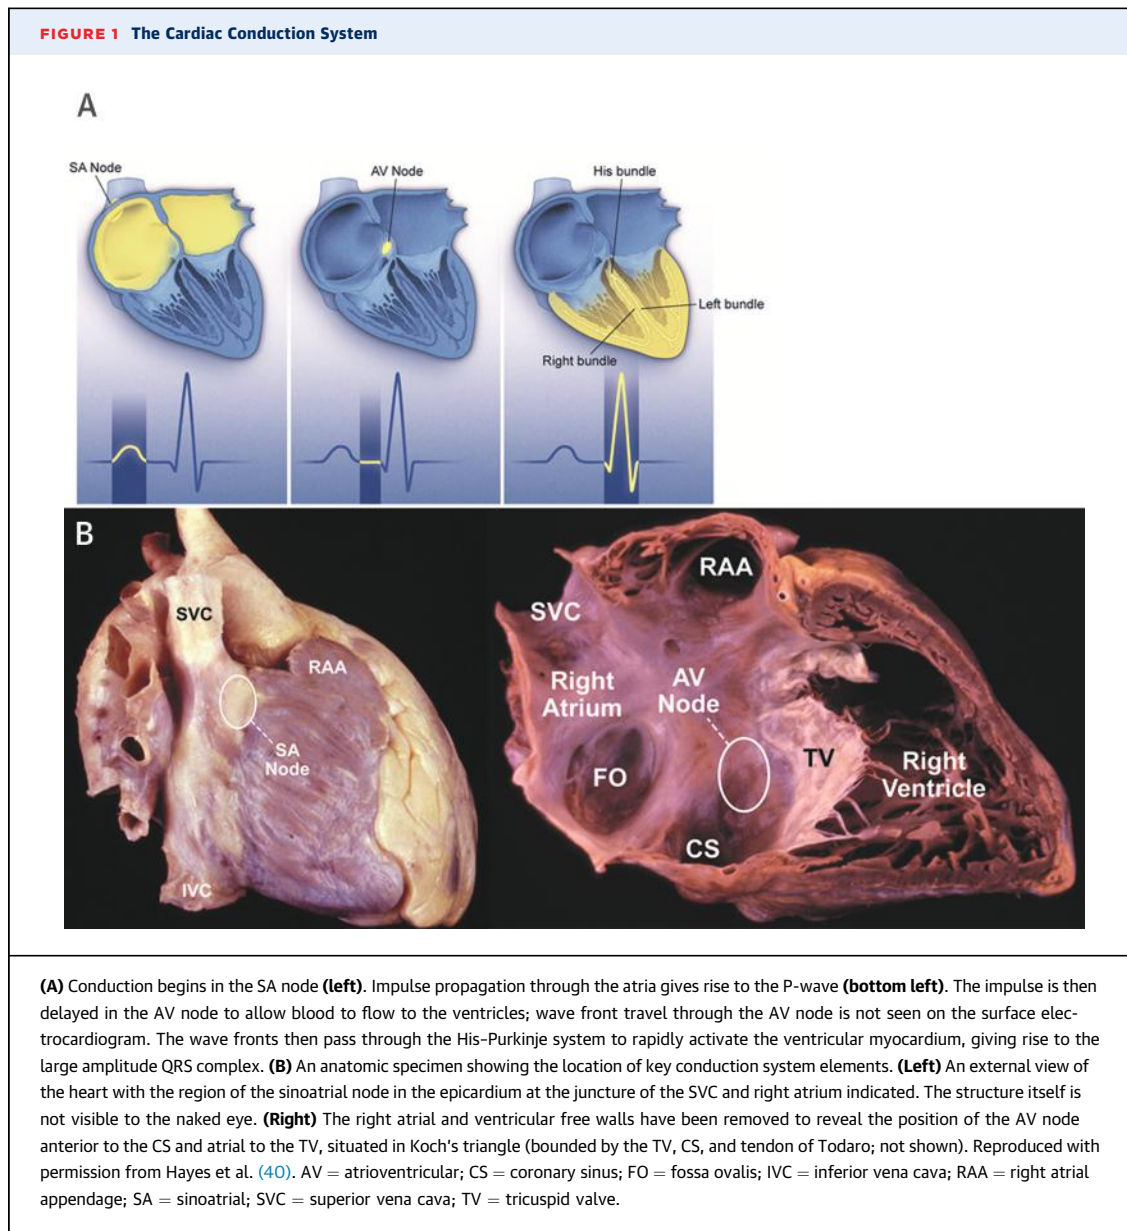 FIGURE 1 The Cardiac Conduction System
A
SA Node
AV Node
His bundle
Left bundle
Right bundle
B
SVC
RAA
SA
Node
IVC
RAA
SVC
Right
Atrium
AV
Node
FO
TV
Right
Ventricle
CS
(A) Conduction begins in the SA node (left). Impulse propagation through the atria gives rise to the P-wave (bottom left). The impulse is then
delayed in the AV node to allow blood to flow to the ventricles; wave front travel through the AV node is not seen on the surface elec-
trocardiogram. The wave fronts then pass through the His–Purkinje system to rapidly activate the ventricular myocardium, giving rise to the
large amplitude QRS complex. (B) An anatomic specimen showing the location of key conduction system elements. (Left) An external view of
the heart with the region of the sinoatrial node in the epicardium at the juncture of the SVC and right atrium indicated. The structure itself is
not visible to the naked eye. (Right) The right atrial and ventricular free walls have been removed to reveal the position of the AV node
anterior to the CS and atrial to the TV, situated in Koch's triangle (bounded by the TV, CS, and tendon of Todaro; not shown). Reproduced with
permission from Hayes et al. (40). AV = atrioventricular; CS = coronary sinus; FO = fossa ovalis; IVC = inferior vena cava; RAA = right atrial
appendage; SA = sinoatrial; SVC = superior vena cava; TV = tricuspid valve.